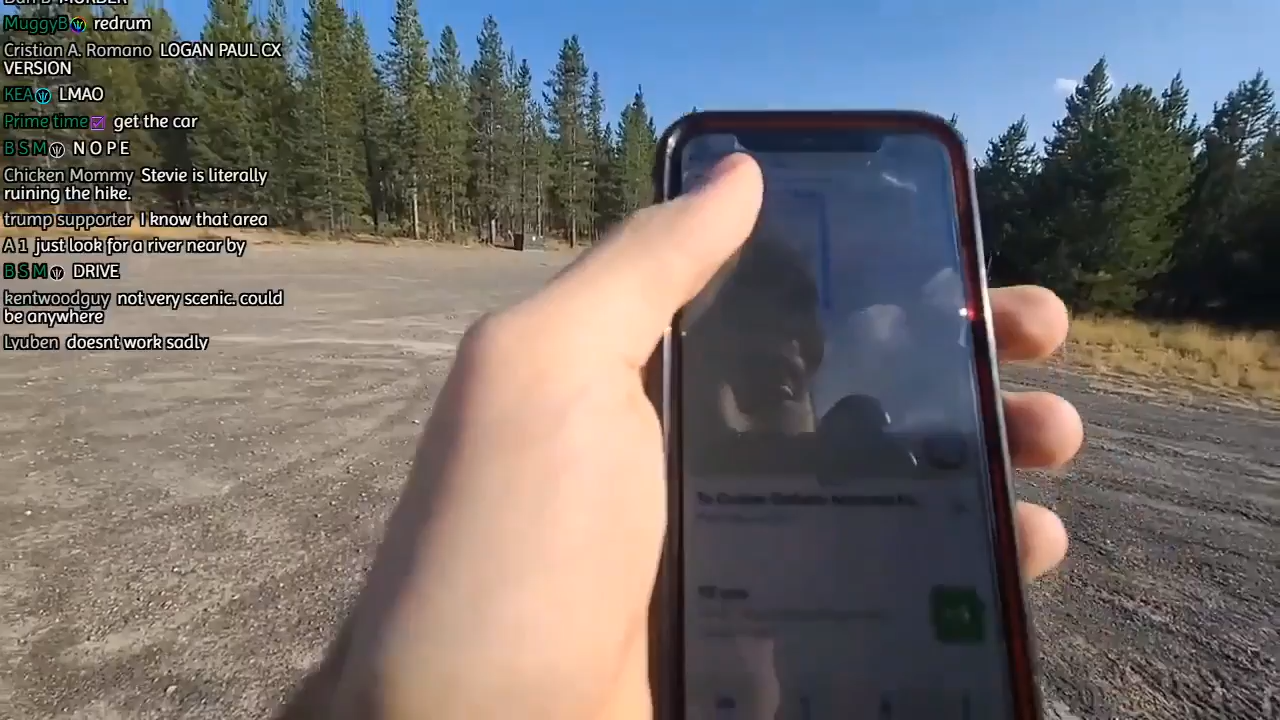 MURDER
MuggyB redrum
Cristian A. Romano LOGAN PAUL CX
VERSION
KEA LMAO
Prime time get the car
B S M N O P E
Chicken Mommy Stevie is literally
ruining the hike.
trump supporter I know that area
A 1 just look for a river near by
B S M DRIVE
kentwoodguy not very scenic. could
be anywhere
Lyuben doesnt work sadly